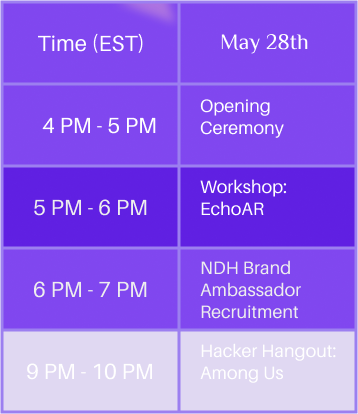 Time (EST)
May 28th
4 PM - 5 PM
Opening
Ceremony
5 PM - 6 PM
Workshop:
EchoAR
6 PM - 7 PM
NDH Brand
Ambassador
Recruitment
9 PM - 10 PM
Hacker Hangout:
Among Us